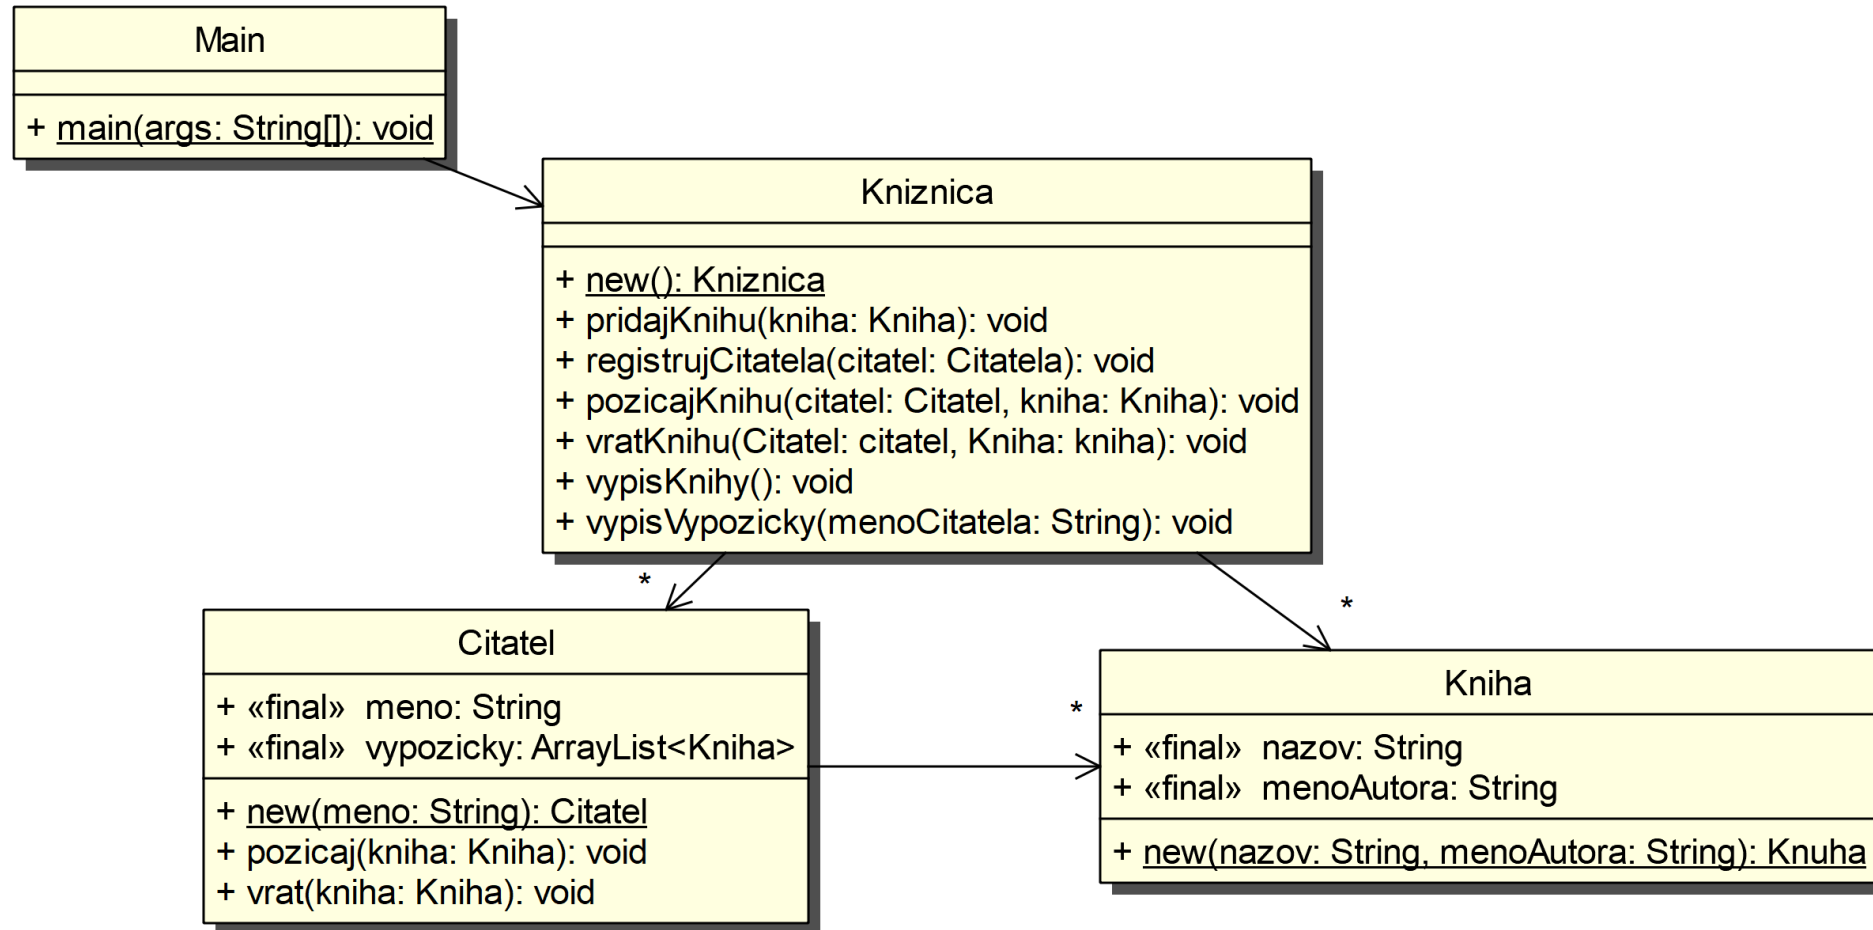 Main
+ main(args: String[]): void
Kniznica
+ new(): Kniznica
+ pridajKnihu(kniha: Kniha): void
+ registrujCitatela(citatel: Citatela): void
+ pozicajKnihu(citatel: Citatel, kniha: Kniha): void
+ vratKnihu(Citatel: citatel, Kniha: kniha): void
+ vypisKnihy(): void
+ vypisVypozicky(menoCitatela: String): void
*
*
Citatel
+ «final» meno: String
+ «final» vypozicky: ArrayList<Kniha>
+ new(meno: String): Citatel
+ pozicaj(kniha: Kniha): void
+ vrat(kniha: Kniha): void
*
Kniha
+ «final» nazov: String
+ «final» menoAutora: String
+ new(nazov: String, menoAutora: String): Knuha